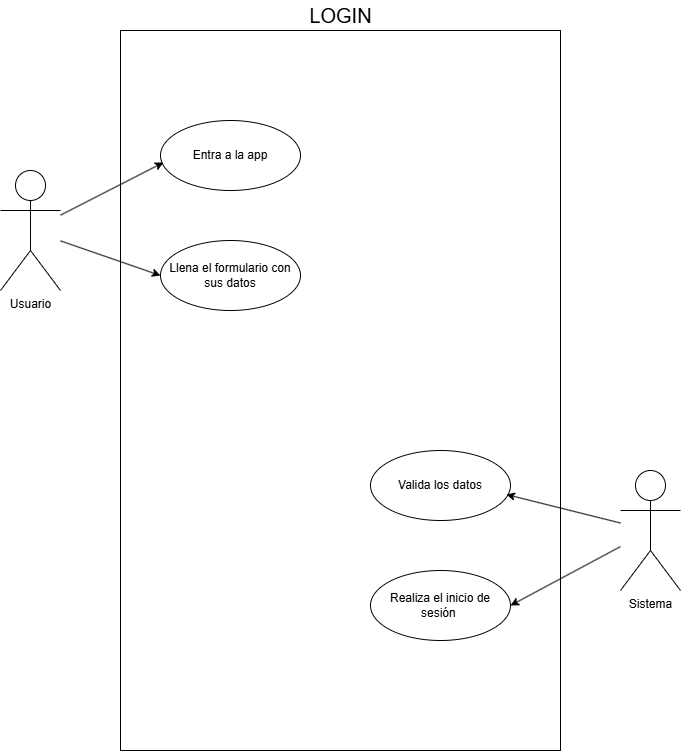 LOGIN
Entra a la app
Llena el formulario con
sus datos
Usuario
Valida los datos
Realiza el inicio de
sesión
Sistema